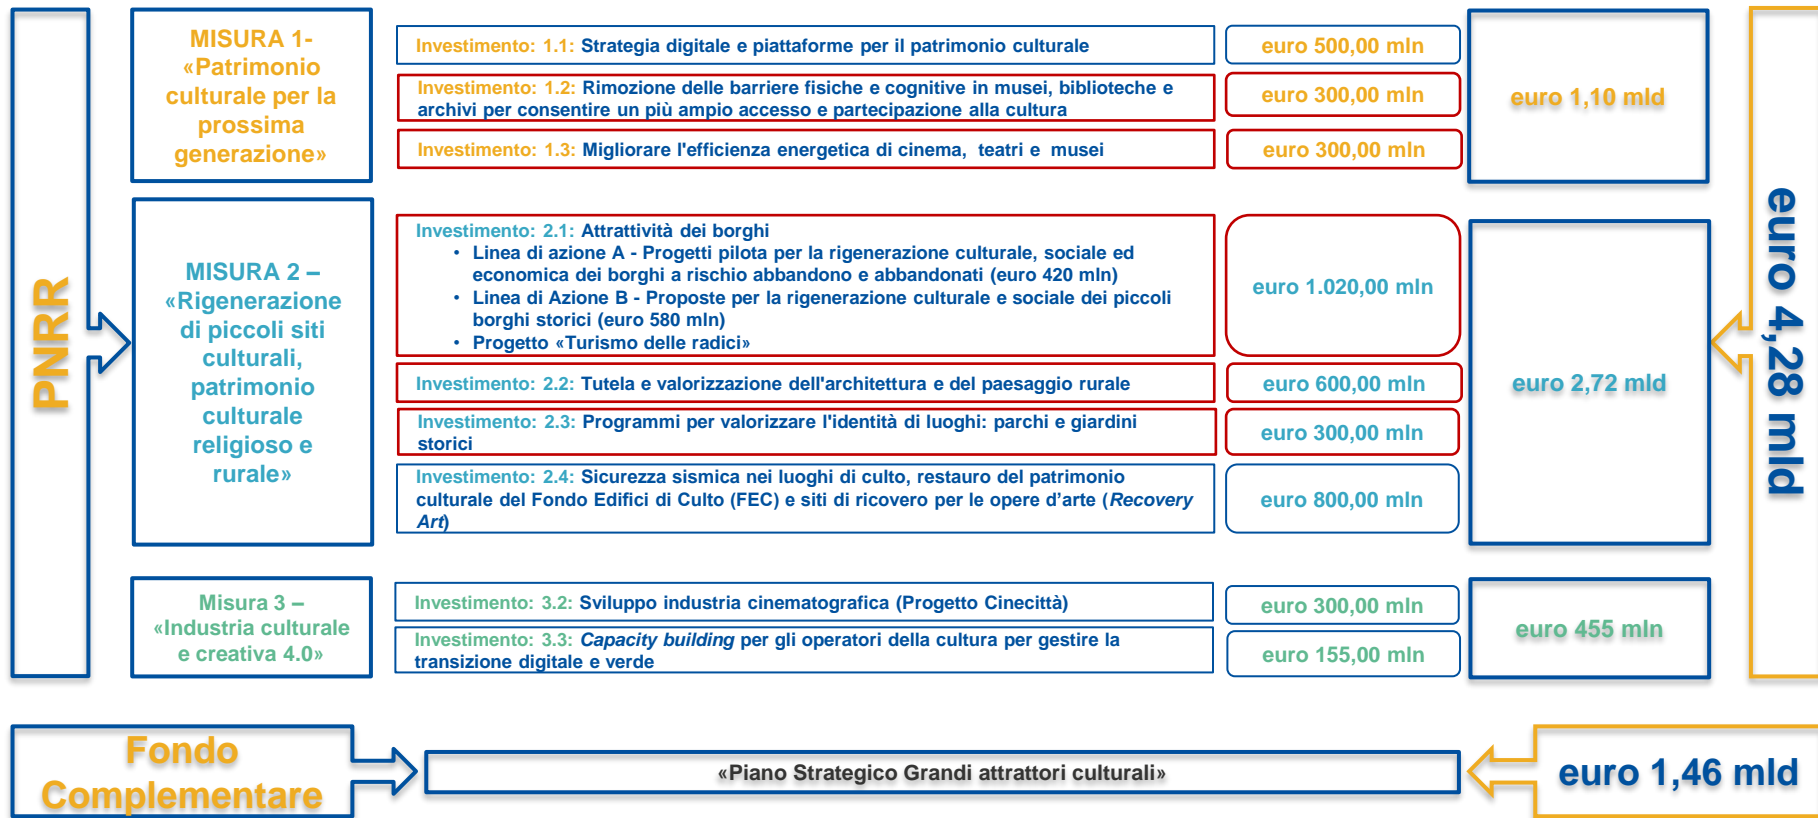 PNRR
MISURA 1-
«Patrimonio
culturale per la
prossima
generazione»
Investimento: 1.1: Strategia digitale e piattaforme per il patrimonio culturale
euro 500,00 mln
Investimento: 1.2: Rimozione delle barriere fisiche e cognitive in musei, biblioteche e
archivi per consentire un più ampio accesso e partecipazione alla cultura
euro 300,00 mln
Investimento: 1.3: Migliorare l'efficienza energetica di cinema, teatri e musei
euro 300,00 mln
euro 1,10 mld
MISURA 2 –
«Rigenerazione
di piccoli siti
culturali,
patrimonio
culturale
religioso e
rurale»
Investimento: 2.1: Attrattività dei borghi
• Linea di azione A - Progetti pilota per la rigenerazione culturale, sociale ed
economica dei borghi a rischio abbandono e abbandonati (euro 420 mln)
• Linea di Azione B - Proposte per la rigenerazione culturale e sociale dei piccoli
borghi storici (euro 580 mln)
• Progetto «Turismo delle radici»
euro 1.020,00 mln
Investimento: 2.2: Tutela e valorizzazione dell'architettura e del paesaggio rurale
euro 600,00 mln
Investimento: 2.3: Programmi per valorizzare l'identità di luoghi: parchi e giardini
storici
euro 300,00 mln
Investimento: 2.4: Sicurezza sismica nei luoghi di culto, restauro del patrimonio
culturale del Fondo Edifici di Culto (FEC) e siti di ricovero per le opere d’arte (Recovery
Art)
euro 800,00 mln
euro 2,72 mld
Misura 3 –
«Industria culturale
e creativa 4.0»
Investimento: 3.2: Sviluppo industria cinematografica (Progetto Cinecittà)
euro 300,00 mln
Investimento: 3.3: Capacity building per gli operatori della cultura per gestire la
transizione digitale e verde
euro 155,00 mln
euro 455 mln
euro 4,28 mld
Fondo
Complementare
«Piano Strategico Grandi attrattori culturali»
euro 1,46 mld